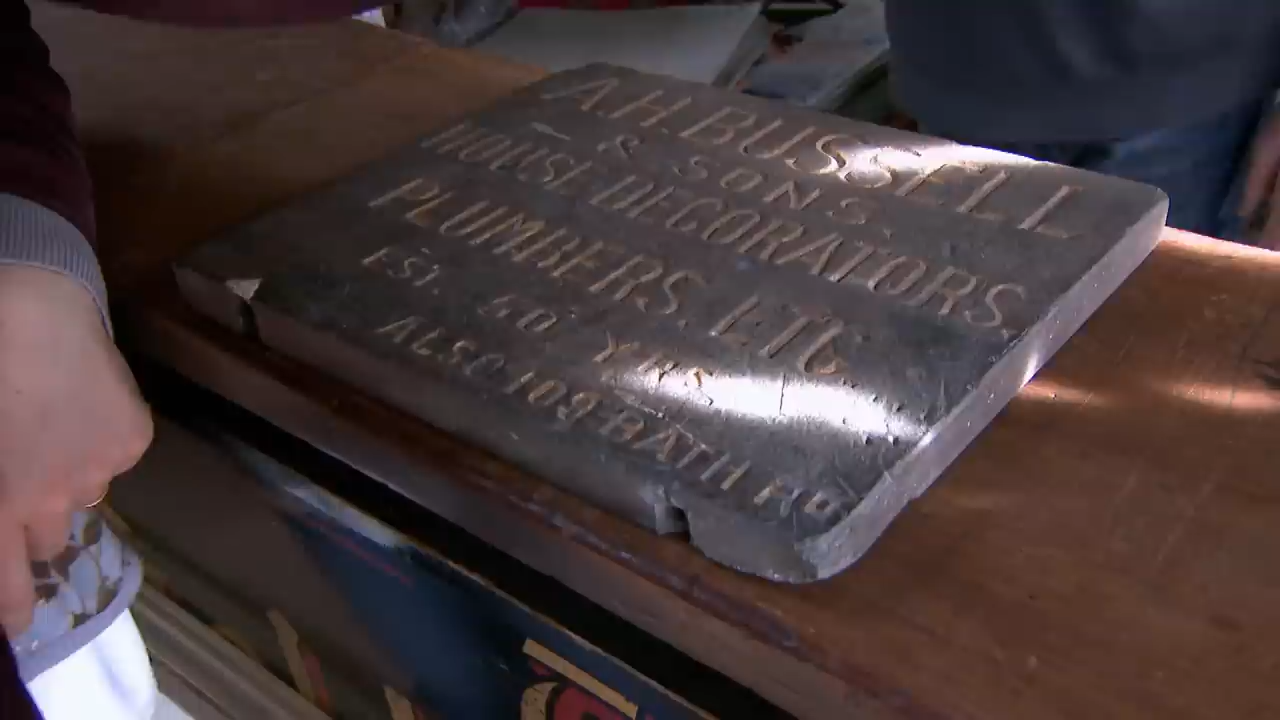 A.H. BUSSELL
& SONS.
HOUSE DECORATORS.
PLUMBERS. LTD.
EST. 60 YRS
ALSO 109 BATH RD